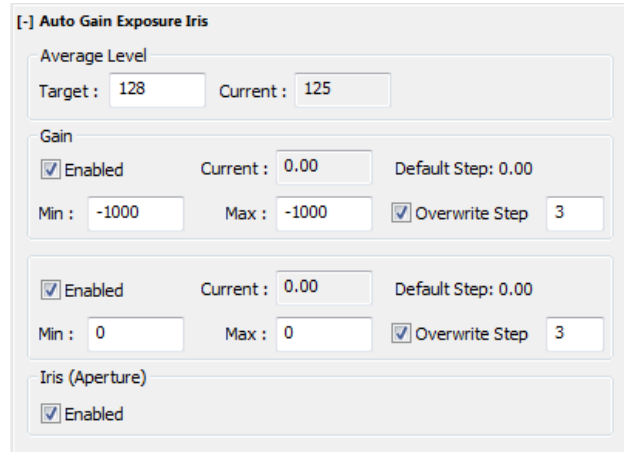 [-] Auto Gain Exposure Iris
Average Level
Target : 128 Current : 125
Gain
Enabled Current : 0.00 Default Step: 0.00
Min : -1000 Max : -1000 Overwrite Step 3
Enabled Current : 0.00 Default Step: 0.00
Min : 0 Max : 0 Overwrite Step 3
Iris (Aperture)
Enabled